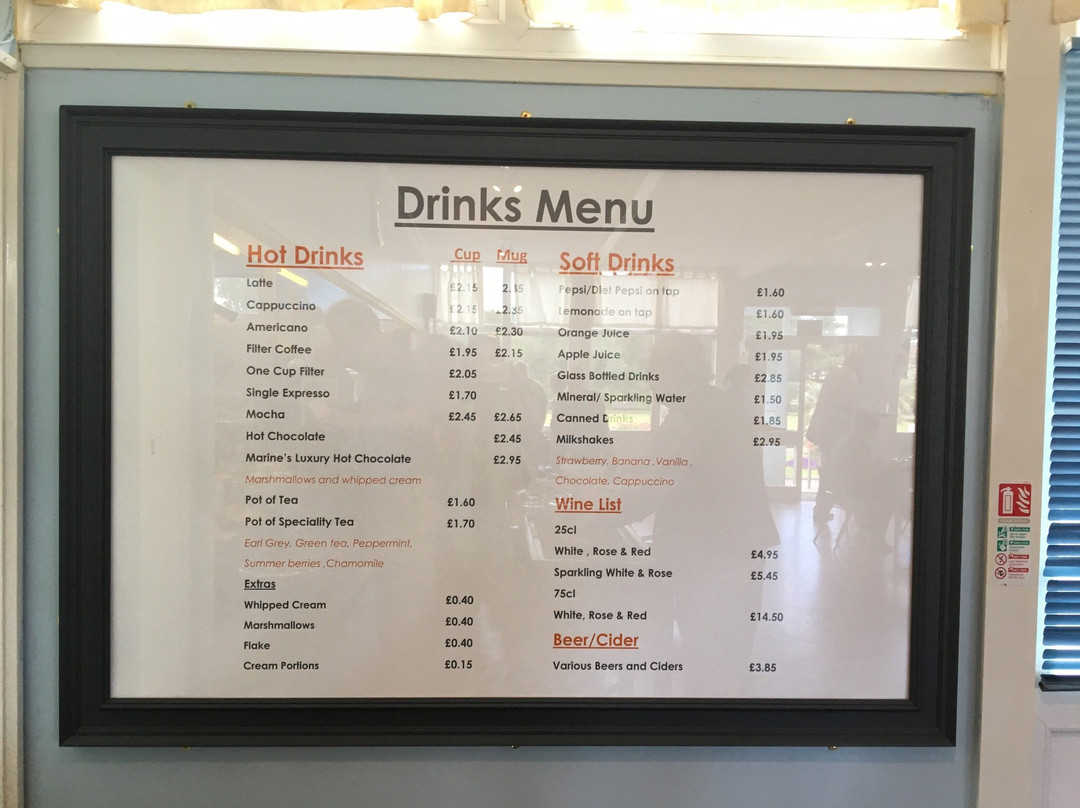 Drinks Menu
Hot Drinks Cup Mug
Latte £2.15 2.35
Cappuccino £2.15 £2.35
Americano £2.10 £2.30
Filter Coffee £1.95 £2.15
One Cup Filter £2.05
Single Expresso £1.70
Mocha £2.45 £2.65
Hot Chocolate £2.45
Marine's Luxury Hot Chocolate £2.95
Marshmallows and whipped cream
Pot of Tea £1.60
Pot of Speciality Tea £1.70
Earl Grey, Green tea, Peppermint,
Summer berries ,Chamomile
Extras
Whipped Cream £0.40
Marshmallows £0.40
Flake £0.40
Cream Portions £0.15
Soft Drinks
Pepsi/Diet Pepsi on tap £1.60
Lemonade on tap £1.60
Orange Juice £1.95
Apple Juice £1.95
Glass Bottled Drinks £2.85
Mineral/ Sparkling Water £1.50
Canned Drinks £1.85
Milkshakes £2.95
Strawberry, Banana ,Vanilla ,
Chocolate, Cappuccino
Wine List
25cl
White , Rose & Red £4.95
Sparkling White & Rose £5.45
75cl
White, Rose & Red £14.50
Beer/Cider
Various Beers and Ciders £3.85